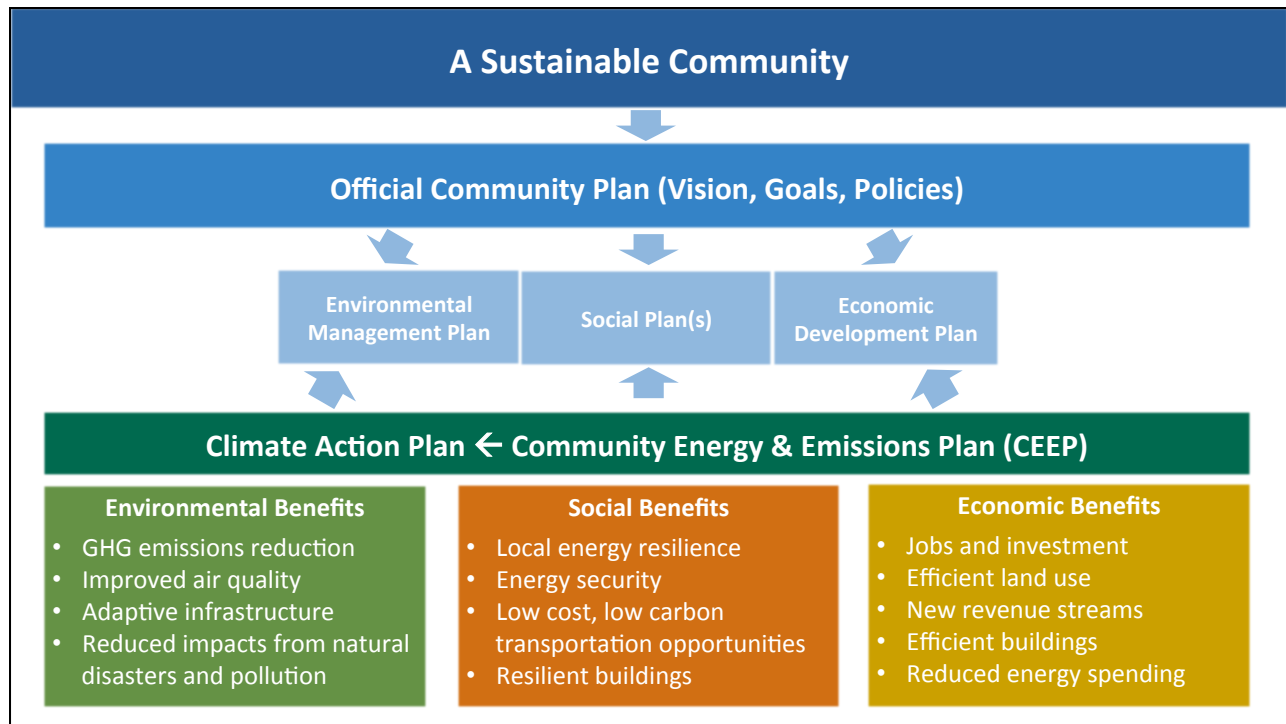 A Sustainable Community
Official Community Plan (Vision, Goals, Policies)
Environmental
Management Plan
Social Plan(s)
Economic
Development Plan
Climate Action Plan ← Community Energy & Emissions Plan (CEEP)
Environmental Benefits
• GHG emissions reduction
• Improved air quality
• Adaptive infrastructure
• Reduced impacts from natural
disasters and pollution
Social Benefits
• Local energy resilience
• Energy security
• Low cost, low carbon
transportation opportunities
• Resilient buildings
Economic Benefits
• Jobs and investment
• Efficient land use
• New revenue streams
• Efficient buildings
• Reduced energy spending